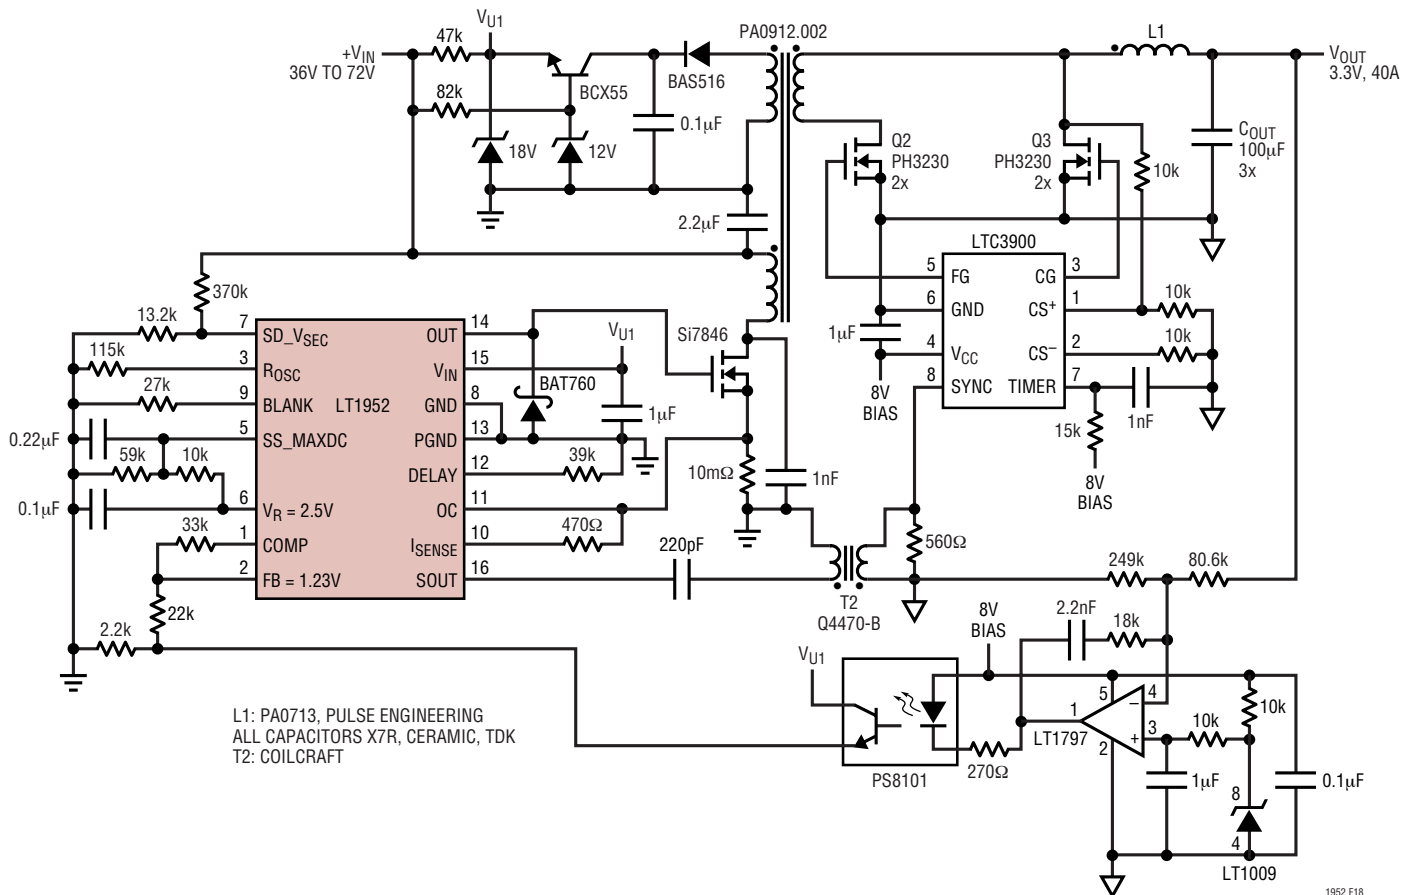 VU1
PA0912.002
L1
+VIN
36V TO 72V
47k
BAS516
VOUT
3.3V, 40A
BCX55
82k
0.1µF
18V
12V
Q2
PH3230
2x
Q3
PH3230
2x
10k
COUT
100µF
3x
2.2µF
LTC3900
370k
5 FG
CG 3
6 GND
CS+ 1
10k
1µF
4 VCC
CS− 2
10k
8 SYNC
TIMER 7
8V
BIAS
1nF
15k
8V
BIAS
13.2k
7 SD_VSEC
OUT 14
VU1
Si7846
115k
3 ROSC
VIN 15
BAT760
27k
9 BLANK
LT1952
GND 8
1µF
0.22µF
5 SS_MAXDC
PGND 13
59k
10k
DELAY 12
39k
10mΩ
1nF
0.1µF
6 VR = 2.5V
OC 11
33k
1 COMP
ISENSE 10
470Ω
560Ω
2 FB = 1.23V
SOUT 16
220pF
249k
80.6k
22k
T2
Q4470-B
2.2nF
18k
8V
BIAS
2.2k
VU1
5
4
−
10k
1
LT1797
3
+
10k
2
270Ω
PS8101
1µF
8
0.1µF
4
LT1009
L1: PA0713, PULSE ENGINEERING
ALL CAPACITORS X7R, CERAMIC, TDK
T2: COILCRAFT
1952 F18